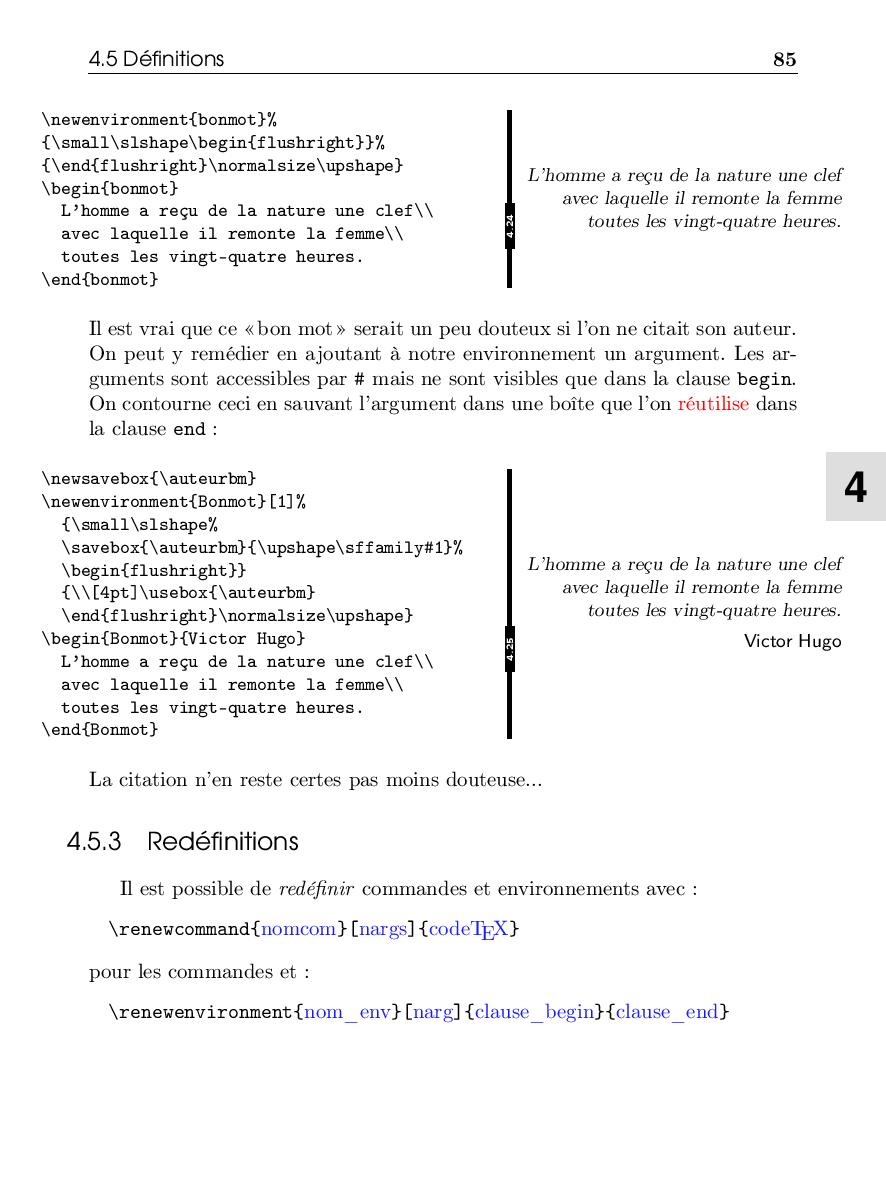 4.5 Définitions 85
\newenvironment{bonmot}%
{\small\slshape\begin{flushright}}%
{\end{flushright}\normalsize\upshape}
\begin{bonmot}
  L'homme a reçu de la nature une clef\\
  avec laquelle il remonte la femme\\
  toutes les vingt-quatre heures.
\end{bonmot}
4.24
L'homme a reçu de la nature une clef
avec laquelle il remonte la femme
toutes les vingt-quatre heures.
Il est vrai que ce « bon mot » serait un peu douteux si l'on ne citait son auteur.
On peut y remédier en ajoutant à notre environnement un argument. Les ar-
guments sont accessibles par # mais ne sont visibles que dans la clause begin.
On contourne ceci en sauvant l'argument dans une boîte que l'on réutilise dans
la clause end :
4
\newsavebox{\auteurbm}
\newenvironment{Bonmot}[1]%
  {\small\slshape%
  \savebox{\auteurbm}{\upshape\sffamily#1}%
  \begin{flushright}}
  {\\[4pt]\usebox{\auteurbm}
  \end{flushright}\normalsize\upshape}
\begin{Bonmot}{Victor Hugo}
  L'homme a reçu de la nature une clef\\
  avec laquelle il remonte la femme\\
  toutes les vingt-quatre heures.
\end{Bonmot}
4.25
L'homme a reçu de la nature une clef
avec laquelle il remonte la femme
toutes les vingt-quatre heures.
Victor Hugo
La citation n'en reste certes pas moins douteuse...
4.5.3 Redéfinitions
Il est possible de redéfinir commandes et environnements avec :
\renewcommand{nomcom}[nargs]{codeTEX}
pour les commandes et :
\renewenvironment{nom_env}[narg]{clause_begin}{clause_end}